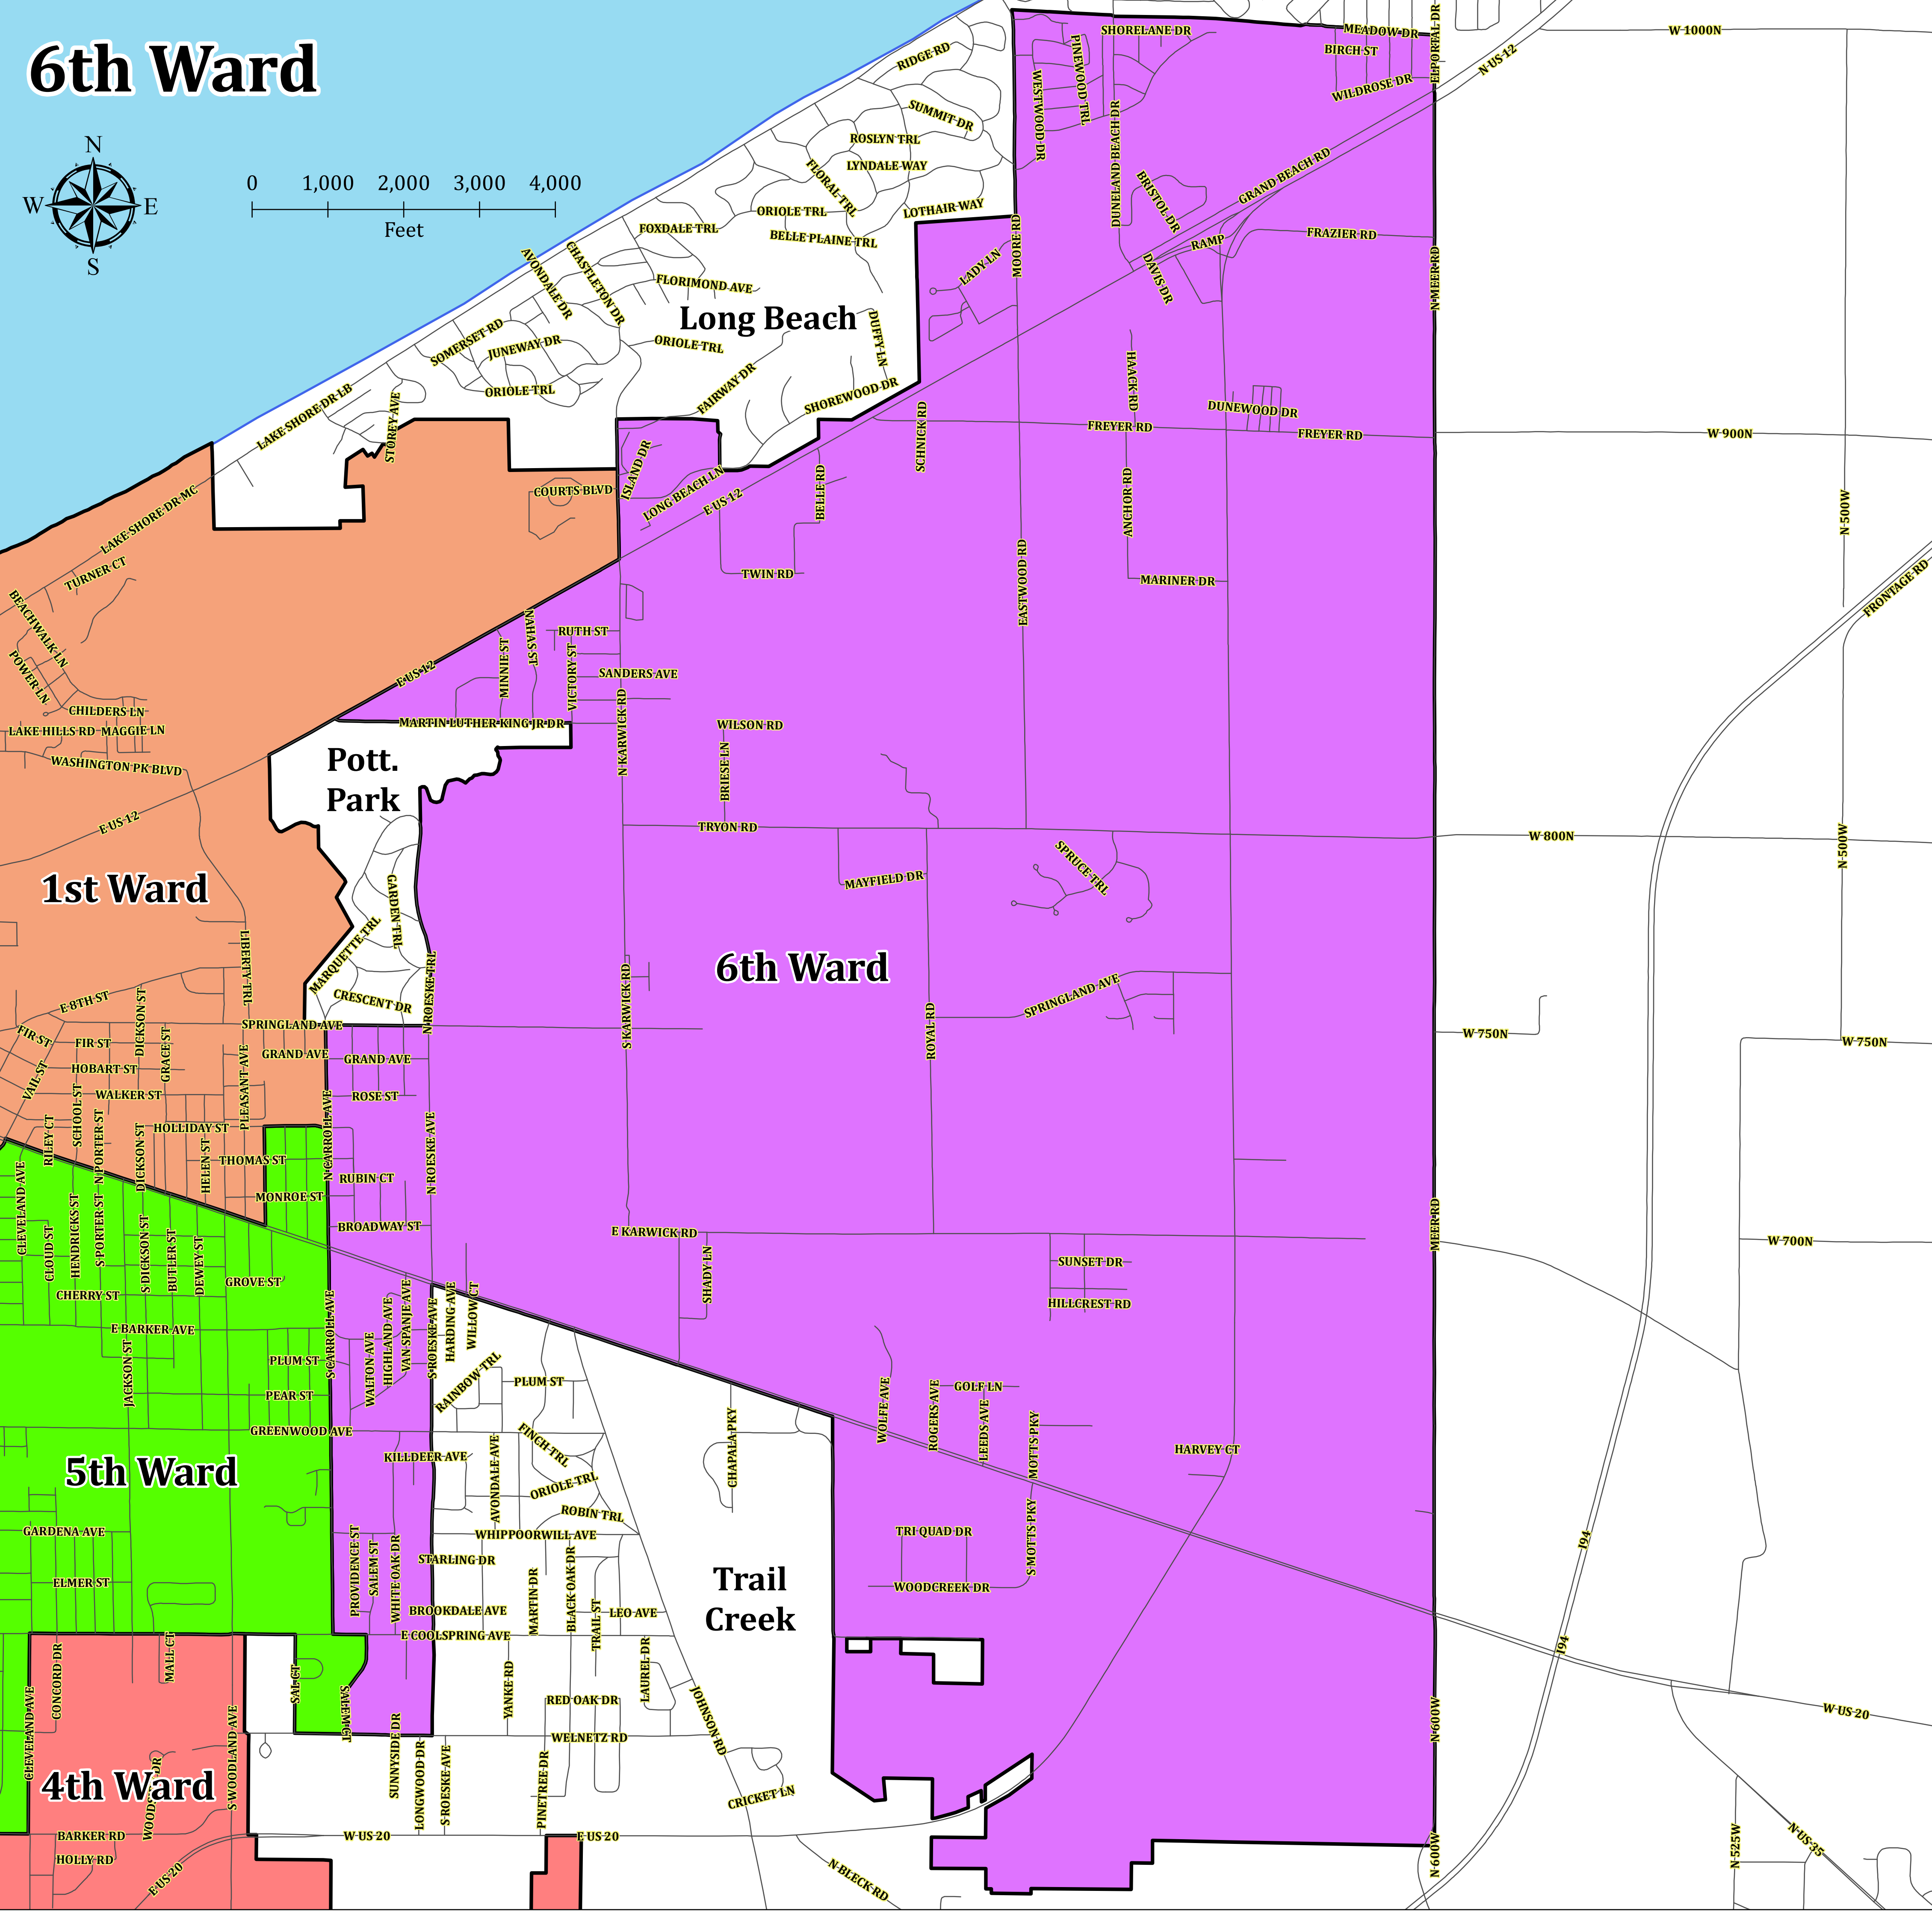 6th Ward
N
W
E
S
0
1,000
2,000
3,000
4,000
Feet
RIDGE RD
SUMMIT DR
ROSLYN TRL
LYNDALE WAY
FLORAL TRL
ORIOLE TRL
LOTHAIR WAY
FOXDALE TRL
BELLE PLAINE TRL
AVONDALE DR
CHASTLETON DR
FLORIMOND AVE
Long Beach
SOMERSET RD
JUNEWAY DR
ORIOLE TRL
DUFFY LN
ORIOLE TRL
FAIRWAY DR
SHOREWOOD DR
LAKE SHORE DR LB
STOREY AVE
SHORELANE DR
PINEWOOD TRL
WESTWOOD DR
DUNELAND BEACH DR
MEADOW DR
BIRCH ST
WILDROSE DR
ELPORTAL DR
N US 12
W 1000N
GRAND BEACH RD
BRISTOL DR
RAMP
FRAZIER RD
DAVIS DR
LADY LN
MOORE RD
N MEER RD
HAACK RD
DUNEWOOD DR
FREYER RD
FREYER RD
W 900N
SCHNICK RD
ISLAND DR
LONG BEACH LN
E US 12
BELLE RD
COURTS BLVD
ANCHOR RD
N 500W
LAKE SHORE DR MC
TURNER CT
TWIN RD
EASTWOOD RD
MARINER DR
FRONTAGE RD
BEACHWALK LN
POWER LN
NAHAS ST
RUTH ST
MINNIE ST
VICTORY ST
SANDERS AVE
E US 12
CHILDERS LN
LAKE HILLS RD
MAGGIE LN
MARTIN LUTHER KING JR DR
N KARWICK RD
WILSON RD
BRIESE LN
WASHINGTON PK BLVD
Pott.
Park
E US 12
TRYON RD
W 800N
N 500W
1st Ward
GARDEN TRL
MAYFIELD DR
SPRUCE TRL
MARQUETTE TRL
LIBERTY TRL
6th Ward
N ROESKE TRL
S KARWICK RD
CRESCENT DR
E 8TH ST
DICKSON ST
SPRINGLAND AVE
SPRINGLAND AVE
ROYAL RD
W 750N
W 750N
FIR ST
FIR ST
GRACE ST
GRAND AVE
GRAND AVE
HOBART ST
VAIL ST
WALKER ST
PLEASANT AVE
ROSE ST
SCHOOL ST
RILEY CT
N PORTER ST
HOLLIDAY ST
DICKSON ST
HELEN ST
THOMAS ST
N CARROLL AVE
N ROESKE AVE
RUBIN CT
MONROE ST
BROADWAY ST
CLEVELAND AVE
CLOUD ST
HENDRICKS ST
S PORTER ST
S DICKSON ST
BUTLER ST
DEWEY ST
GROVE ST
CHERRY ST
E BARKER AVE
E KARWICK RD
SHADY LN
SUNSET DR
HILLCREST RD
MEER RD
W 700N
S CARROLL AVE
WALTON AVE
HIGHLAND AVE
VAN SPANJE AVE
S ROESKE AVE
HARDING AVE
WILLOW CT
RAINBOW TRL
PLUM ST
PLUM ST
JACKSON ST
PEAR ST
GREENWOOD AVE
5th Ward
KILLDEER AVE
FINCH TRL
AVONDALE AVE
ORIOLE TRL
ROBIN TRL
CHAPALA PKY
WOLFE AVE
ROGERS AVE
GOLF LN
LEEDS AVE
MOTTS PKY
HARVEY CT
GARDENA AVE
WHIPPOORWILL AVE
PROVIDENCE ST
SALEM ST
WHITE OAK DR
STARLING DR
TRI QUAD DR
S MOTTS PKY
I94
ELMER ST
MARTIN DR
BLACK OAK DR
TRAIL ST
Trail
Creek
WOODCREEK DR
BROOKDALE AVE
LEO AVE
E COOLSPRING AVE
I94
MALL CT
CONCORD DR
SAL CT
SALEM CT
LAUREL DR
YANKE RD
RED OAK DR
JOHNSON RD
N 600W
W US 20
CLEVELAND AVE
S WOODLAND AVE
SUNNYSIDE DR
LONGWOOD DR
S ROESKE AVE
WELNETZ RD
4th Ward
PINETREE DR
CRICKET LN
BARKER RD
W US 20
E US 20
HOLLY RD
E US 20
N BLECK RD
N 600W
N 525W
N US 35